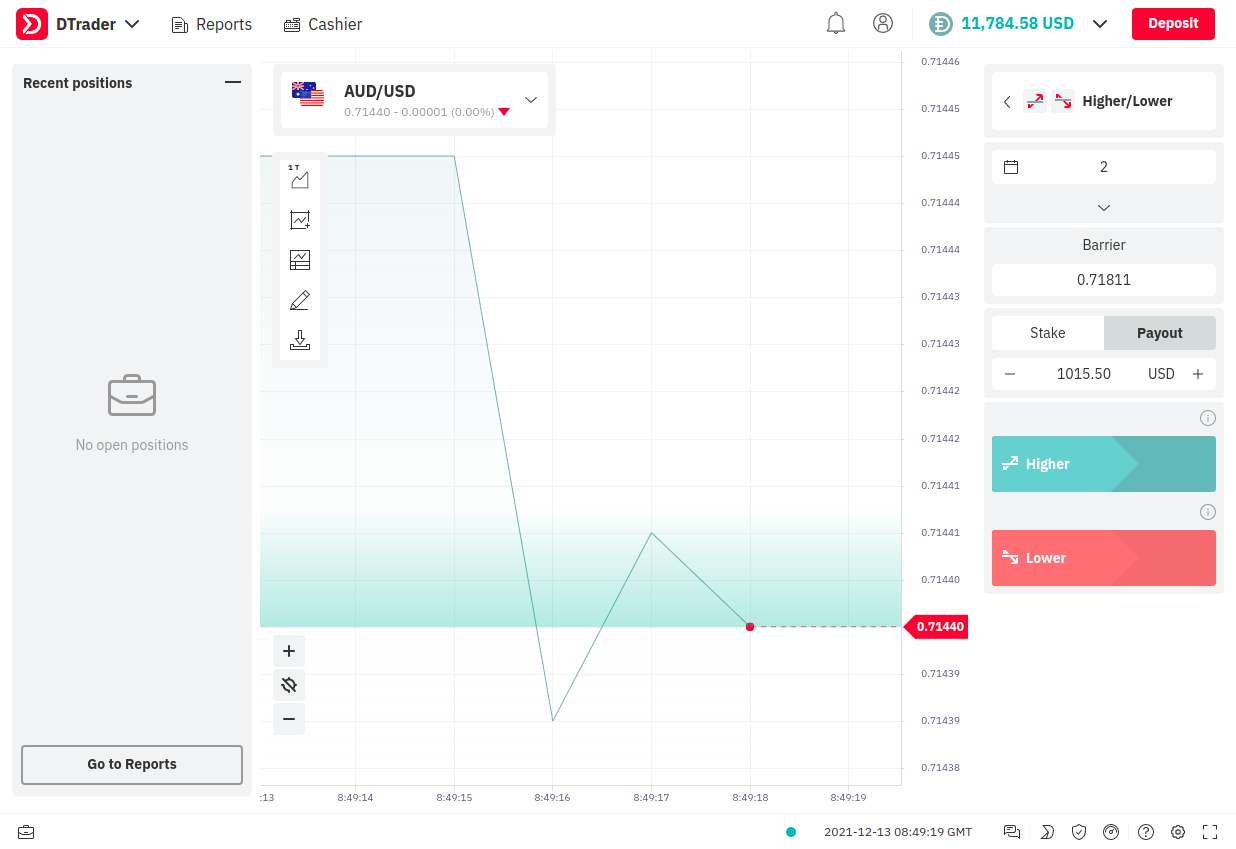 DTrader
Reports
Cashier
11,784.58 USD
Deposit
Recent positions
No open positions
Go to Reports
AUD/USD
0.71440 - 0.00001 (0.00%)
1 T
0.71446
0.71445
0.71445
0.71444
0.71444
0.71443
0.71443
0.71442
0.71442
0.71441
0.71441
0.71440
0.71440
0.71439
0.71439
0.71438
:13
8:49:14
8:49:15
8:49:16
8:49:17
8:49:18
8:49:19
Higher/Lower
2
Barrier
0.71811
Stake
Payout
1015.50
USD
Higher
Lower
2021-12-13 08:49:19 GMT